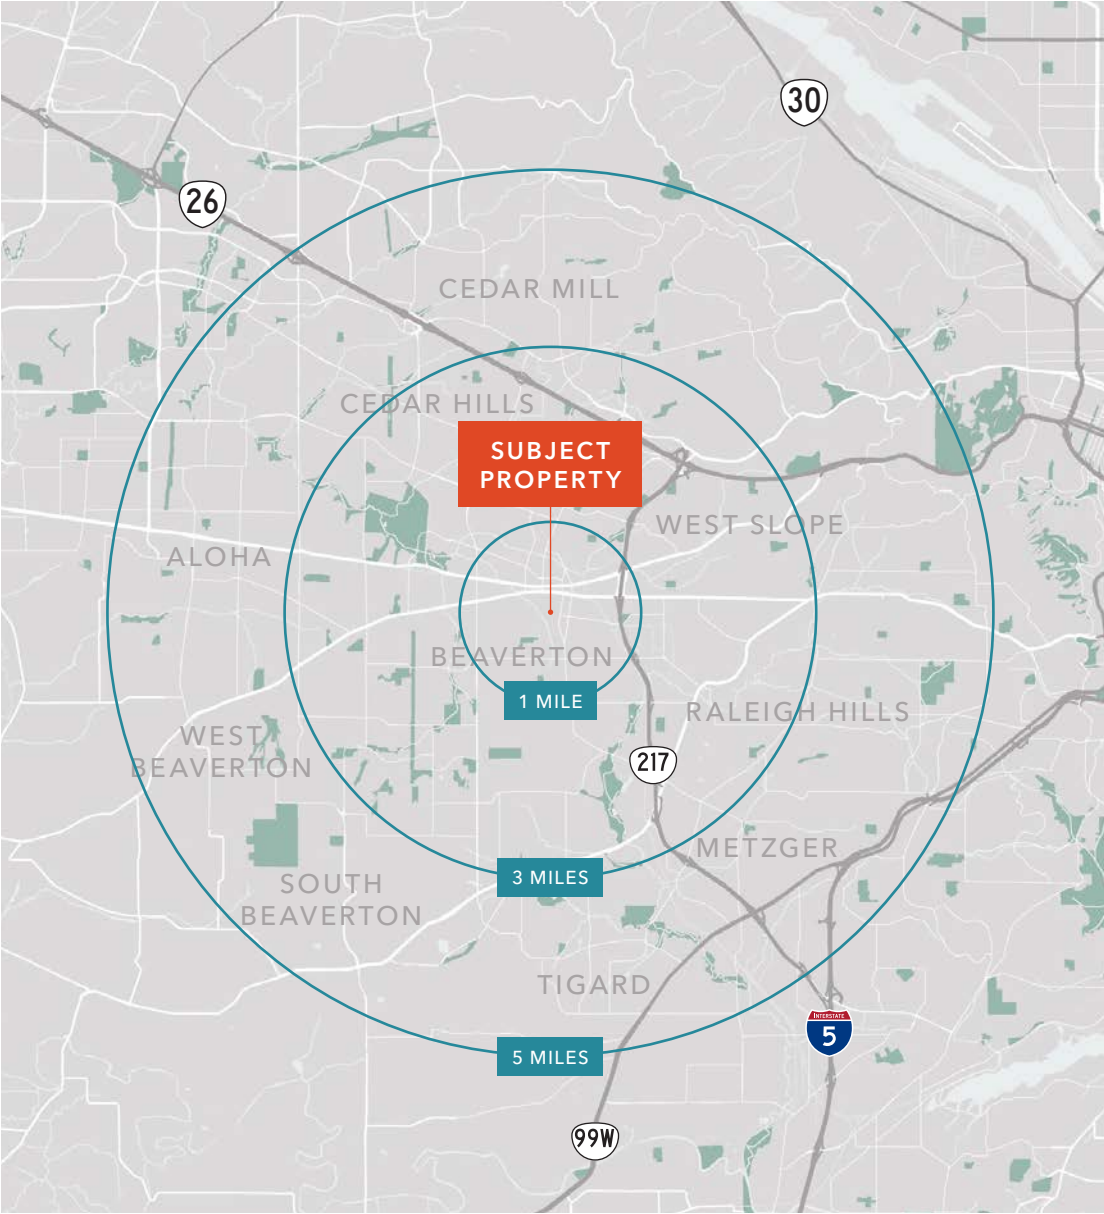 30
26
CEDAR MILL
CEDAR HILLS
SUBJECT
PROPERTY
WEST SLOPE
ALOHA
BEAVERTON
1 MILE
RALEIGH HILLS
WEST
BEAVERTON
217
METZGER
3 MILES
SOUTH
BEAVERTON
TIGARD
INTERSTATE
5
5 MILES
99W